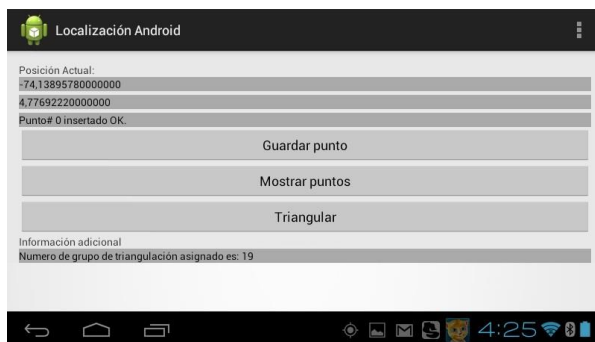 Localización Android
Posición Actual:
-74,13895780000000
4,77692220000000
Punto# 0 insertado OK.
Guardar punto
Mostrar puntos
Triangular
Información adicional
Numero de grupo de triangulación asignado es: 19
4:25